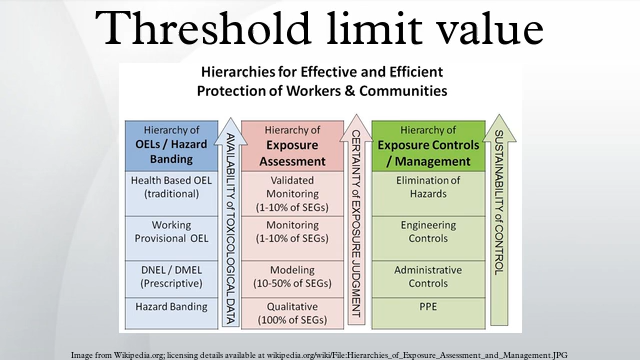 Threshold limit value
Hierarchies for Effective and Efficient
Protection of Workers & Communities
Hierarchy of
OELs / Hazard
Banding
Health Based OEL
(traditional)
Working
Provisional OEL
DNEL / DMEL
(Prescriptive)
Hazard Banding
AVAILABILITY of TOXICOLOGICAL DATA
Hierarchy of
Exposure
Assessment
Validated
Monitoring
(1-10% of SEGs)
Monitoring
(1-10% of SEGs)
Modeling
(10-50% of SEGs)
Qualitative
(100% of SEGs)
CERTAINTY of EXPOSURE JUDGMENT
Hierarchy of
Exposure Controls
/ Management
Elimination of
Hazards
Engineering
Controls
Administrative
Controls
PPE
SUSTAINABILITY of CONTROL
Image from Wikipedia.org; licensing details available at wikipedia.org/wiki/File:Hierarchies_of_Exposure_Assessment_and_Management.JPG